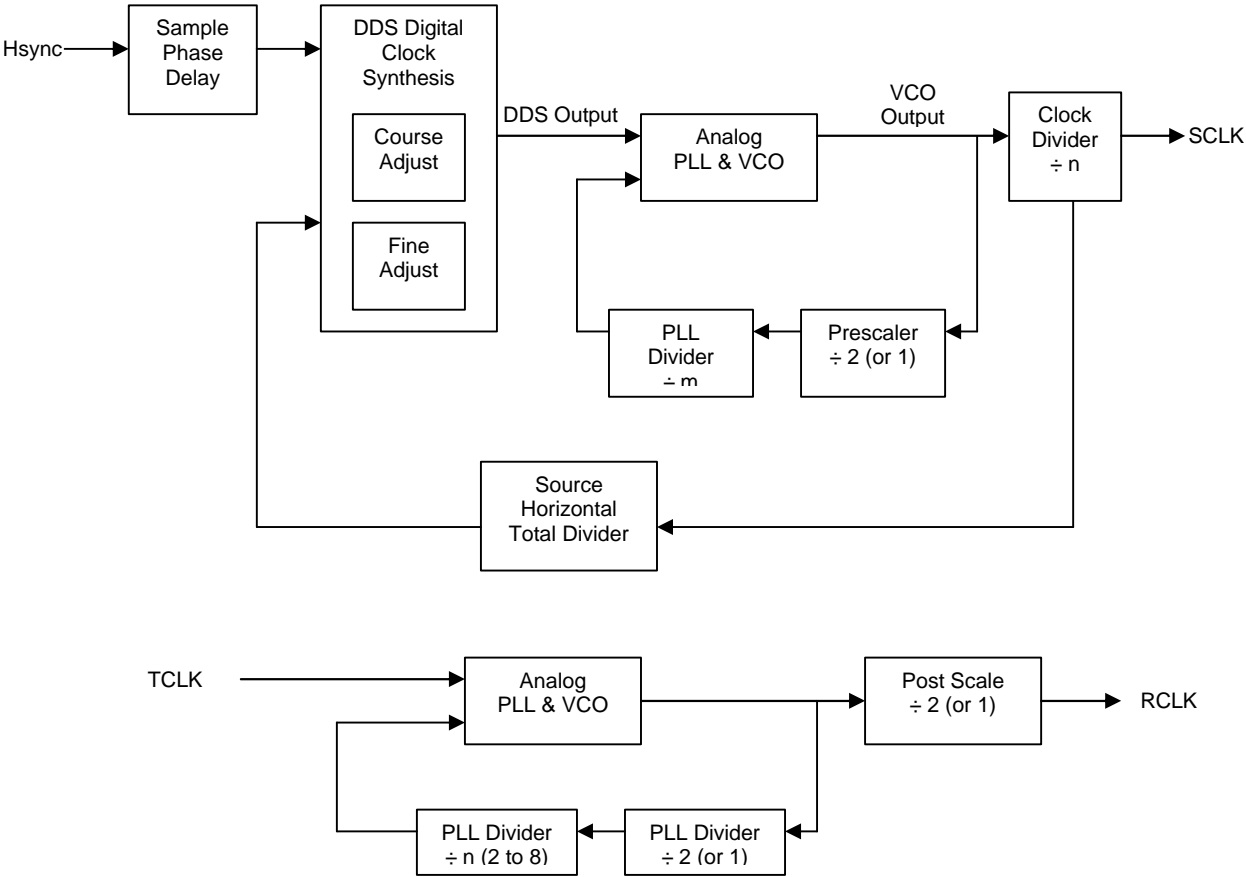 Hsync
Sample
Phase
Delay
DDS Digital
Clock
Synthesis
Course
Adjust
Fine
Adjust
DDS Output
Analog
PLL & VCO
VCO
Output
Clock
Divider
÷ n
SCLK
PLL
Divider
÷ m
Prescaler
÷ 2 (or 1)
Source
Horizontal
Total Divider
TCLK
Analog
PLL & VCO
Post Scale
÷ 2 (or 1)
RCLK
PLL Divider
÷ n (2 to 8)
PLL Divider
÷ 2 (or 1)